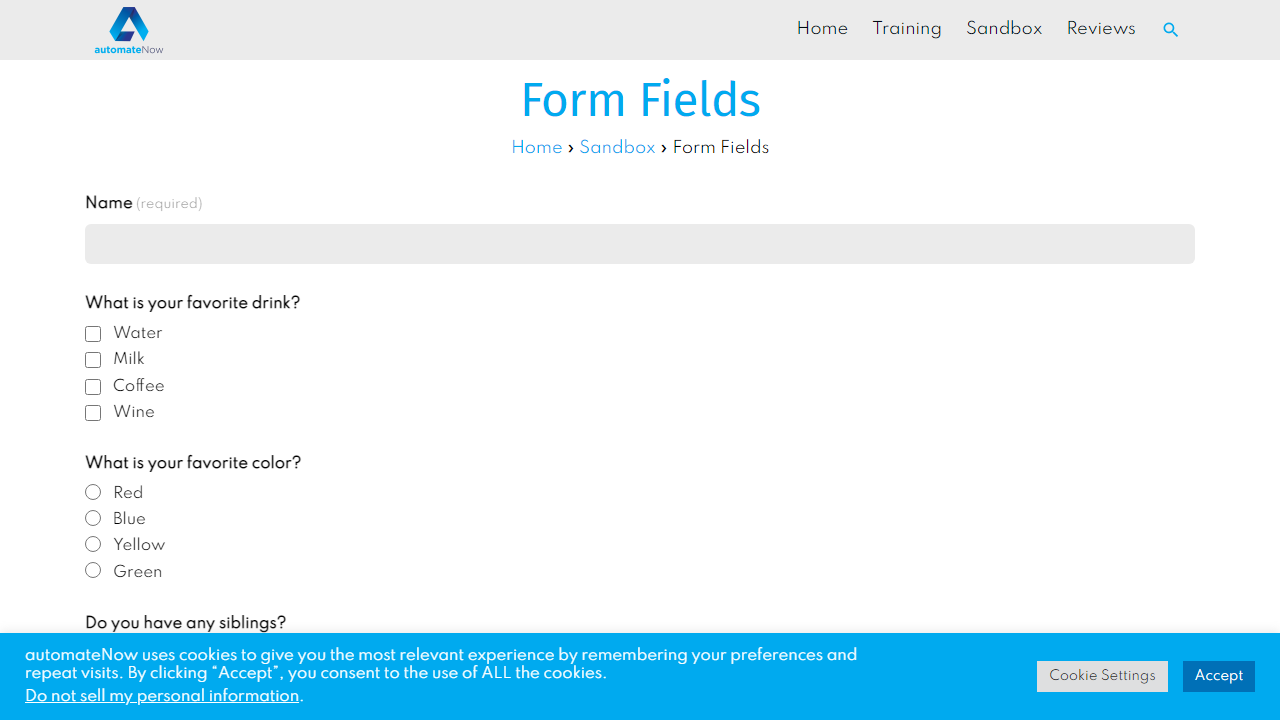 automateNow
Home Training Sandbox Reviews
Form Fields
Home › Sandbox › Form Fields
Name (required)
What is your favorite drink?
Water
Milk
Coffee
Wine
What is your favorite color?
Red
Blue
Yellow
Green
Do you have any siblings?
automateNow uses cookies to give you the most relevant experience by remembering your preferences and
repeat visits. By clicking “Accept”, you consent to the use of ALL the cookies.
Do not sell my personal information.
Cookie Settings Accept